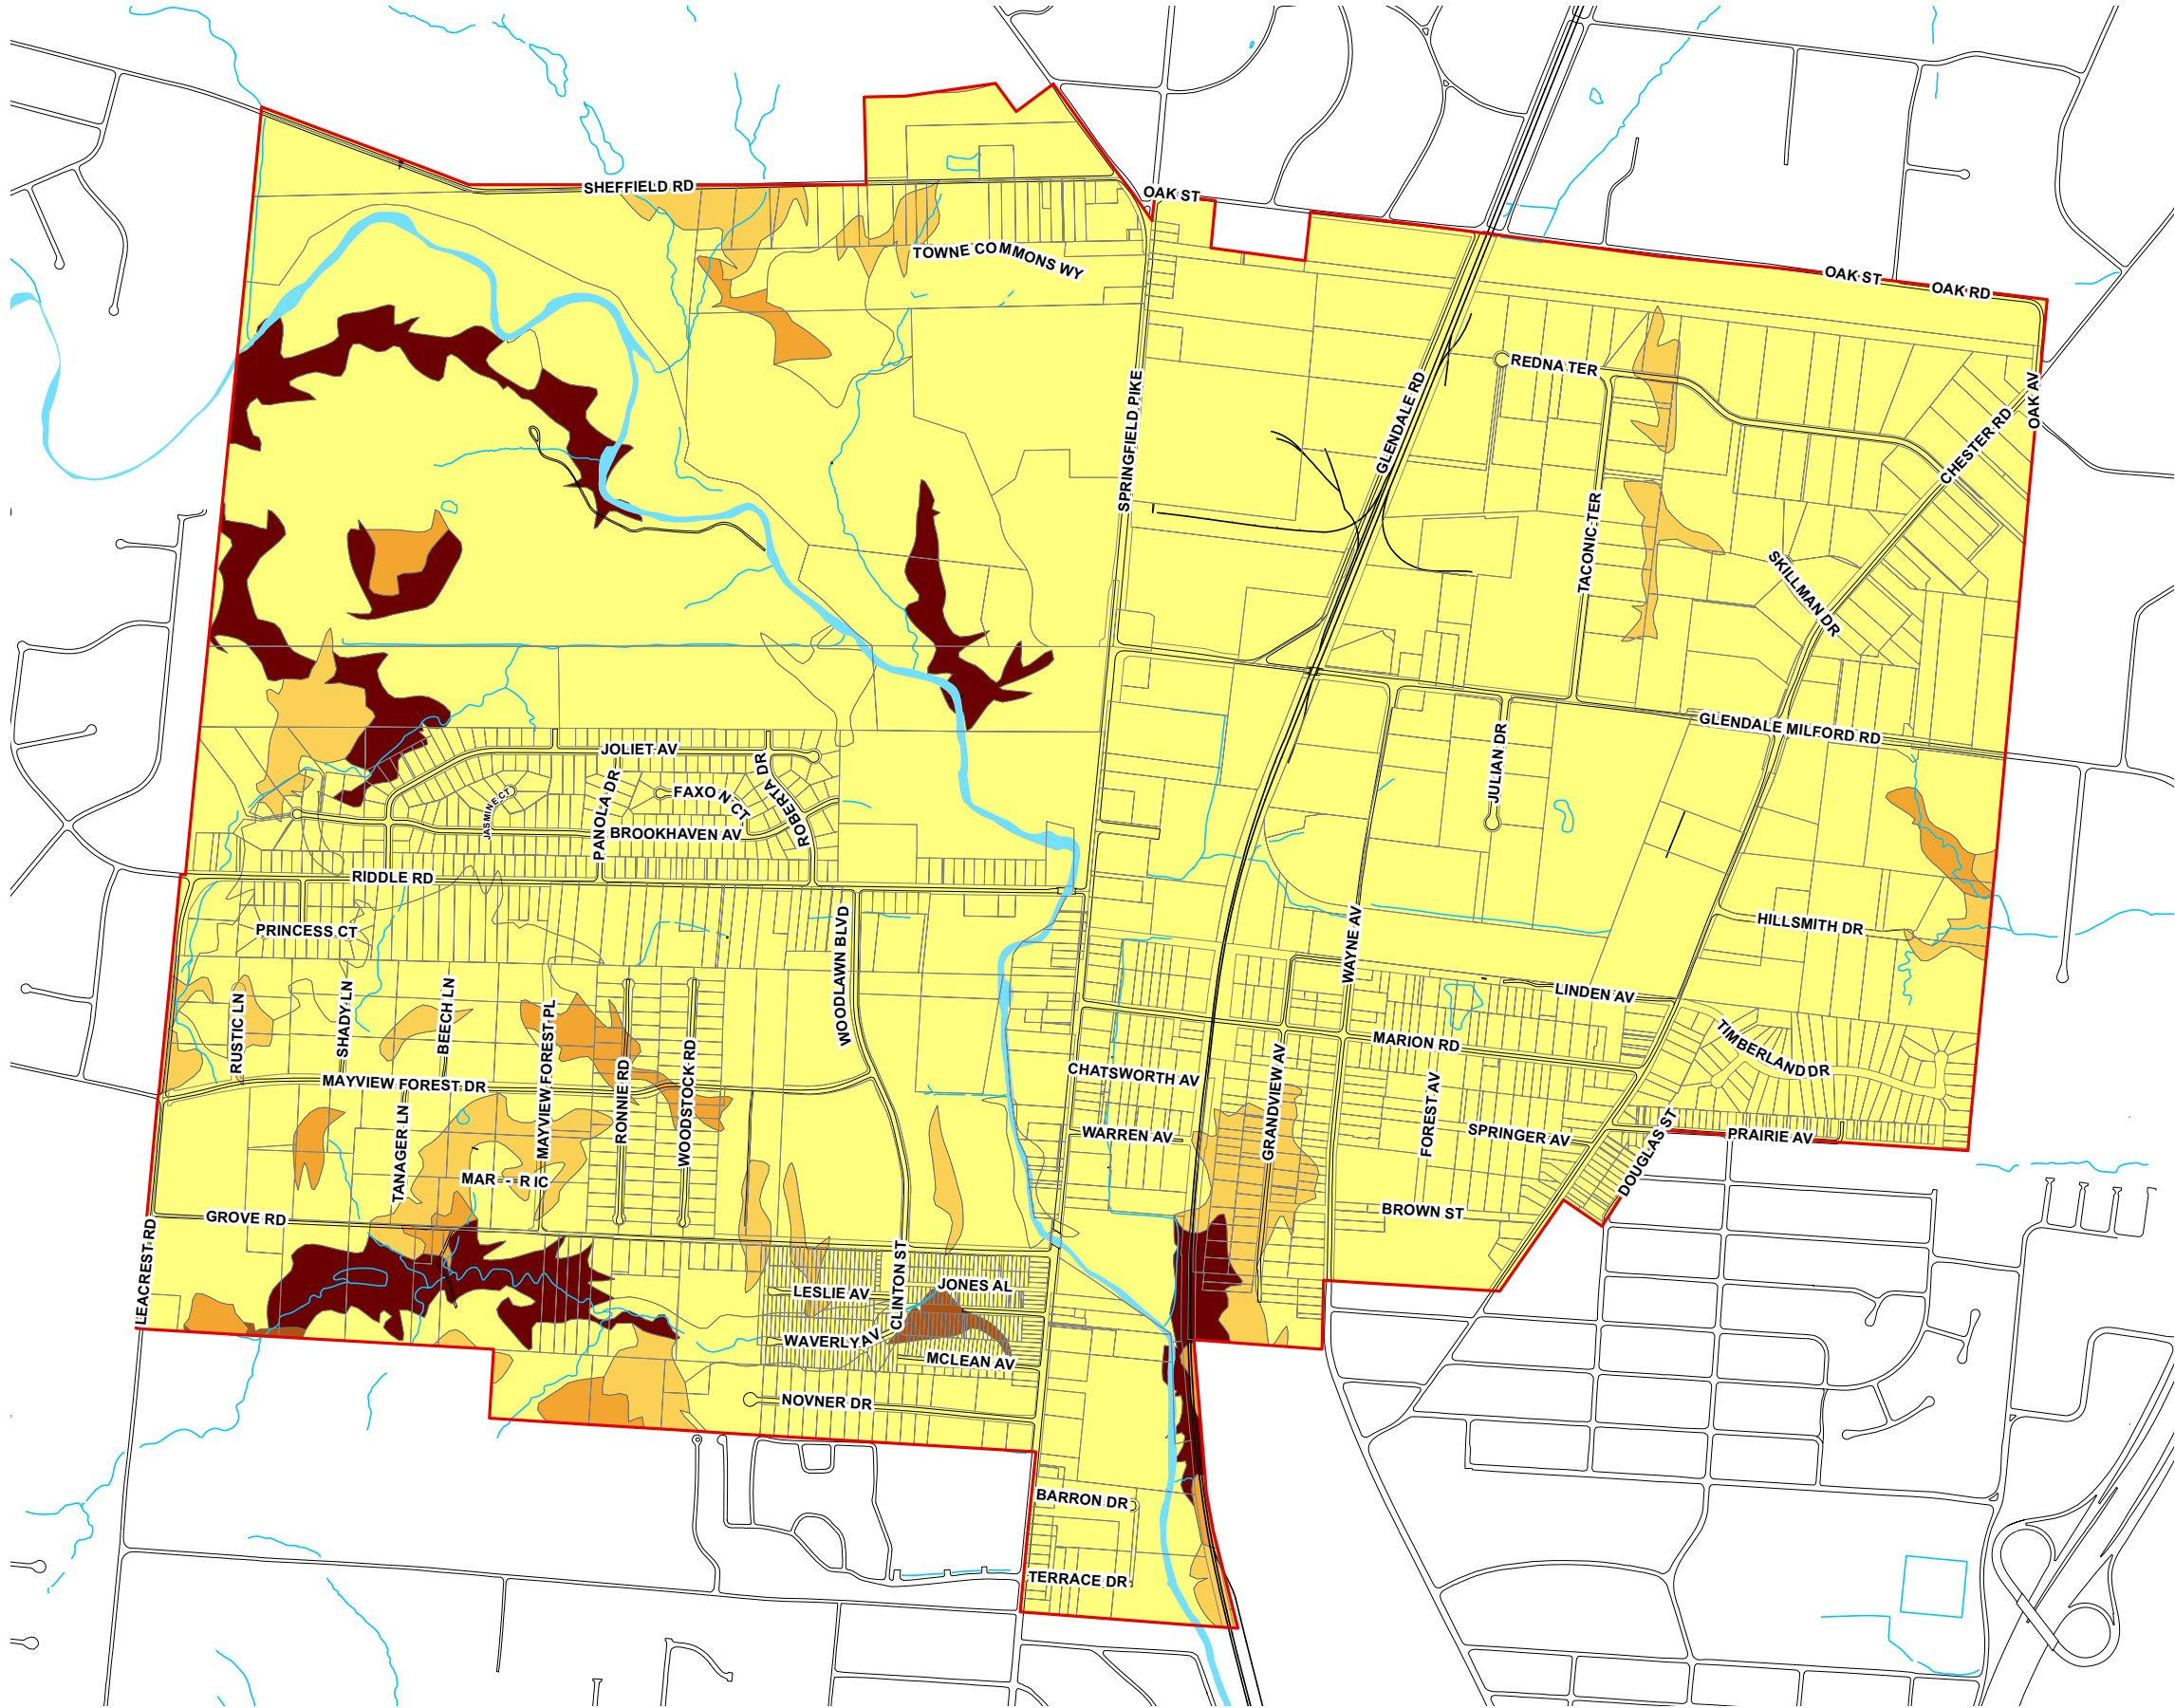 SHEFFIELD RD
OAK ST
TOWNE COMMONS WY
OAK ST
OAK RD
REDNA TER
SPRINGFIELD PIKE
GLENDALE RD
OAK AV
CHESTER RD
TACONIC TER
SKILLMAN DR
GLENDALE MILFORD RD
JOLIET AV
JULIAN DR
PANOLA DR
FAXON CT
ROBERTA DR
JASMINE CT
BROOKHAVEN AV
RIDDLE RD
PRINCESS CT
WOODLAWN BLVD
WAYNE AV
HILLSMITH DR
LINDEN AV
RUSTIC LN
SHADY LN
BEECH LN
MAYVIEW FOREST PL
RONNIE RD
WOODSTOCK RD
MARION RD
TIMBERLAND DR
CHATSWORTH AV
GRANDVIEW AV
FOREST AV
MAYVIEW FOREST DR
TANAGER LN
WARREN AV
SPRINGER AV
DOUGLAS ST
PRAIRIE AV
MAR - RIC
BROWN ST
GROVE RD
LEACREST RD
CLINTON ST
JONES AL
LESLIE AV
WAVERLY AV
MCLEAN AV
NOVNER DR
BARRON DR
TERRACE DR